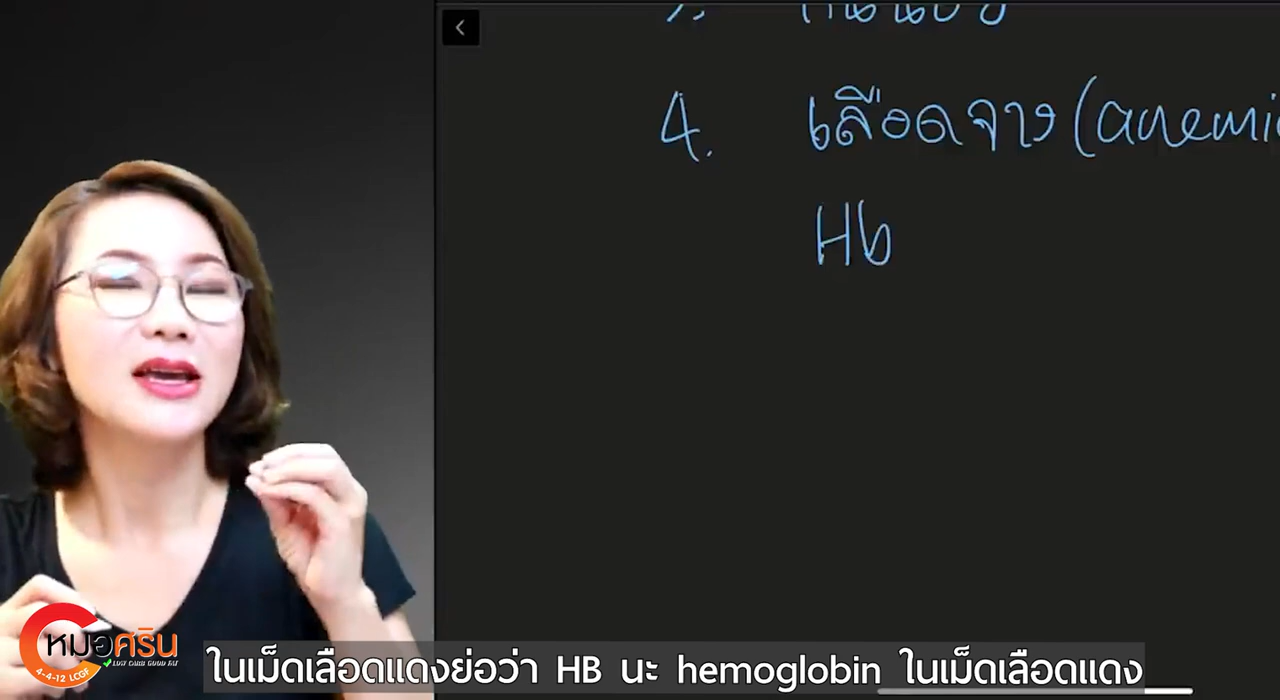 4. เลือดจาง (anemi
Hb
หมอศริน
LOW CARB GOOD FAT
4-4-12 LCGF
ในเม็ดเลือดแดงย่อว่า HB นะ hemoglobin ในเม็ดเลือดแดง